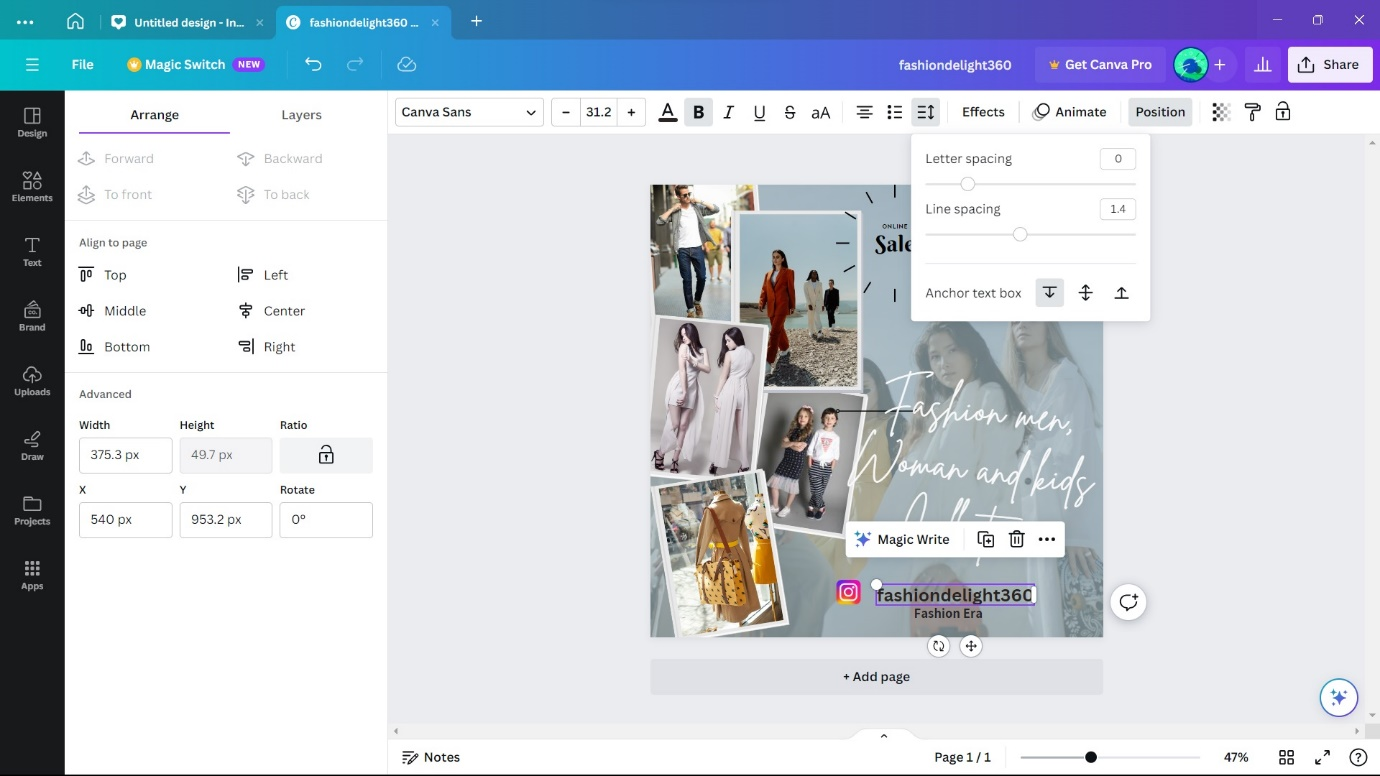 Untitled design - In...
fashiondelight360 ...
File
Magic Switch NEW
fashiondelight360
Get Canva Pro
Share
Design
Elements
Text
Brand
Uploads
Draw
Projects
Apps
Arrange
Layers
Forward
Backward
To front
To back
Align to page
Top
Left
Middle
Center
Bottom
Right
Advanced
Width
Height
Ratio
375.3 px
49.7 px
X
Y
Rotate
540 px
953.2 px
0°
Canva Sans
– 31.2 +
A B I U S aA
Effects
Animate
Position
Letter spacing
0
Line spacing
1.4
Anchor text box
ONLINE
Sale
Fashion men,
Woman and kids
Magic Write
fashiondelight360
Fashion Era
+ Add page
Notes
Page 1 / 1
47%